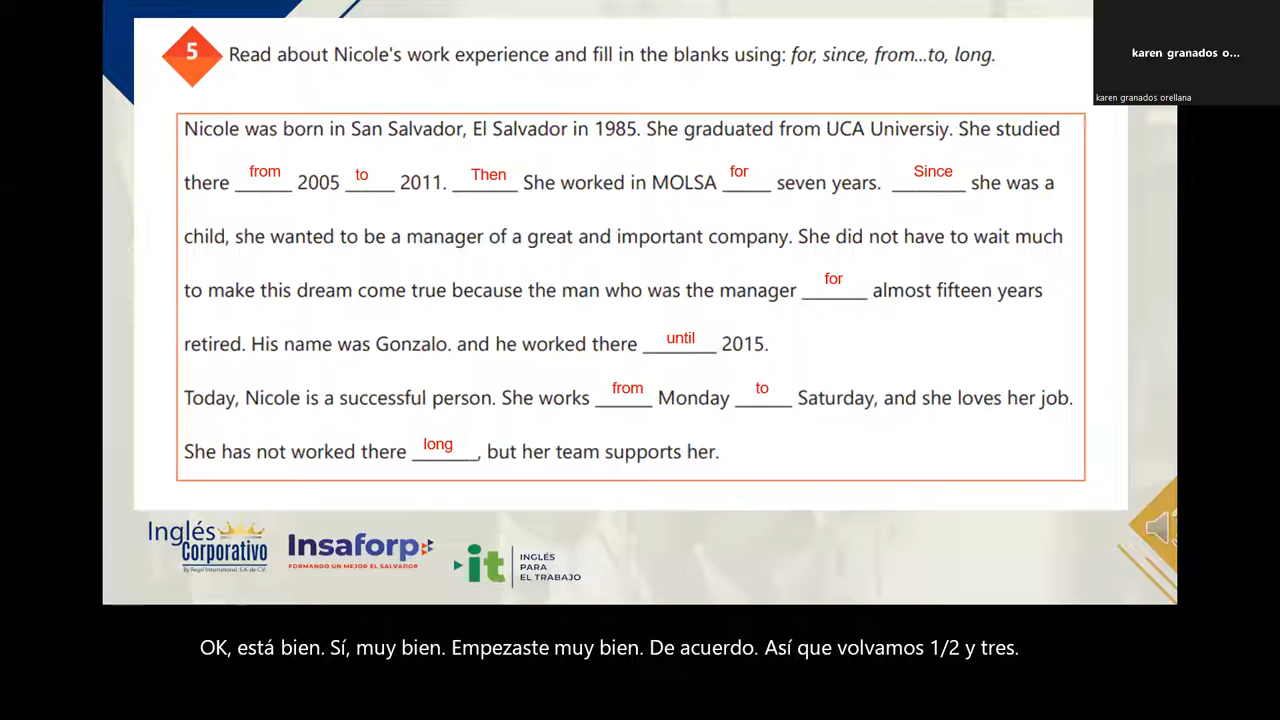 5 Read about Nicole's work experience and fill in the blanks using: for, since, from...to, long.
karen granados o...
karen granados orellana
Nicole was born in San Salvador, El Salvador in 1985. She graduated from UCA Universiy. She studied
there from 2005 to 2011. Then She worked in MOLSA for seven years. Since she was a
child, she wanted to be a manager of a great and important company. She did not have to wait much
to make this dream come true because the man who was the manager for almost fifteen years
retired. His name was Gonzalo. and he worked there until 2015.
Today, Nicole is a successful person. She works from Monday to Saturday, and she loves her job.
She has not worked there long, but her team supports her.
Inglés
Corporativo
By Regal International, S.A. de C.V.
Insaforp
FORMANDO UN MEJOR EL SALVADOR
it
INGLÉS
PARA
EL TRABAJO
OK, está bien. Sí, muy bien. Empezaste muy bien. De acuerdo. Así que volvamos 1/2 y tres.